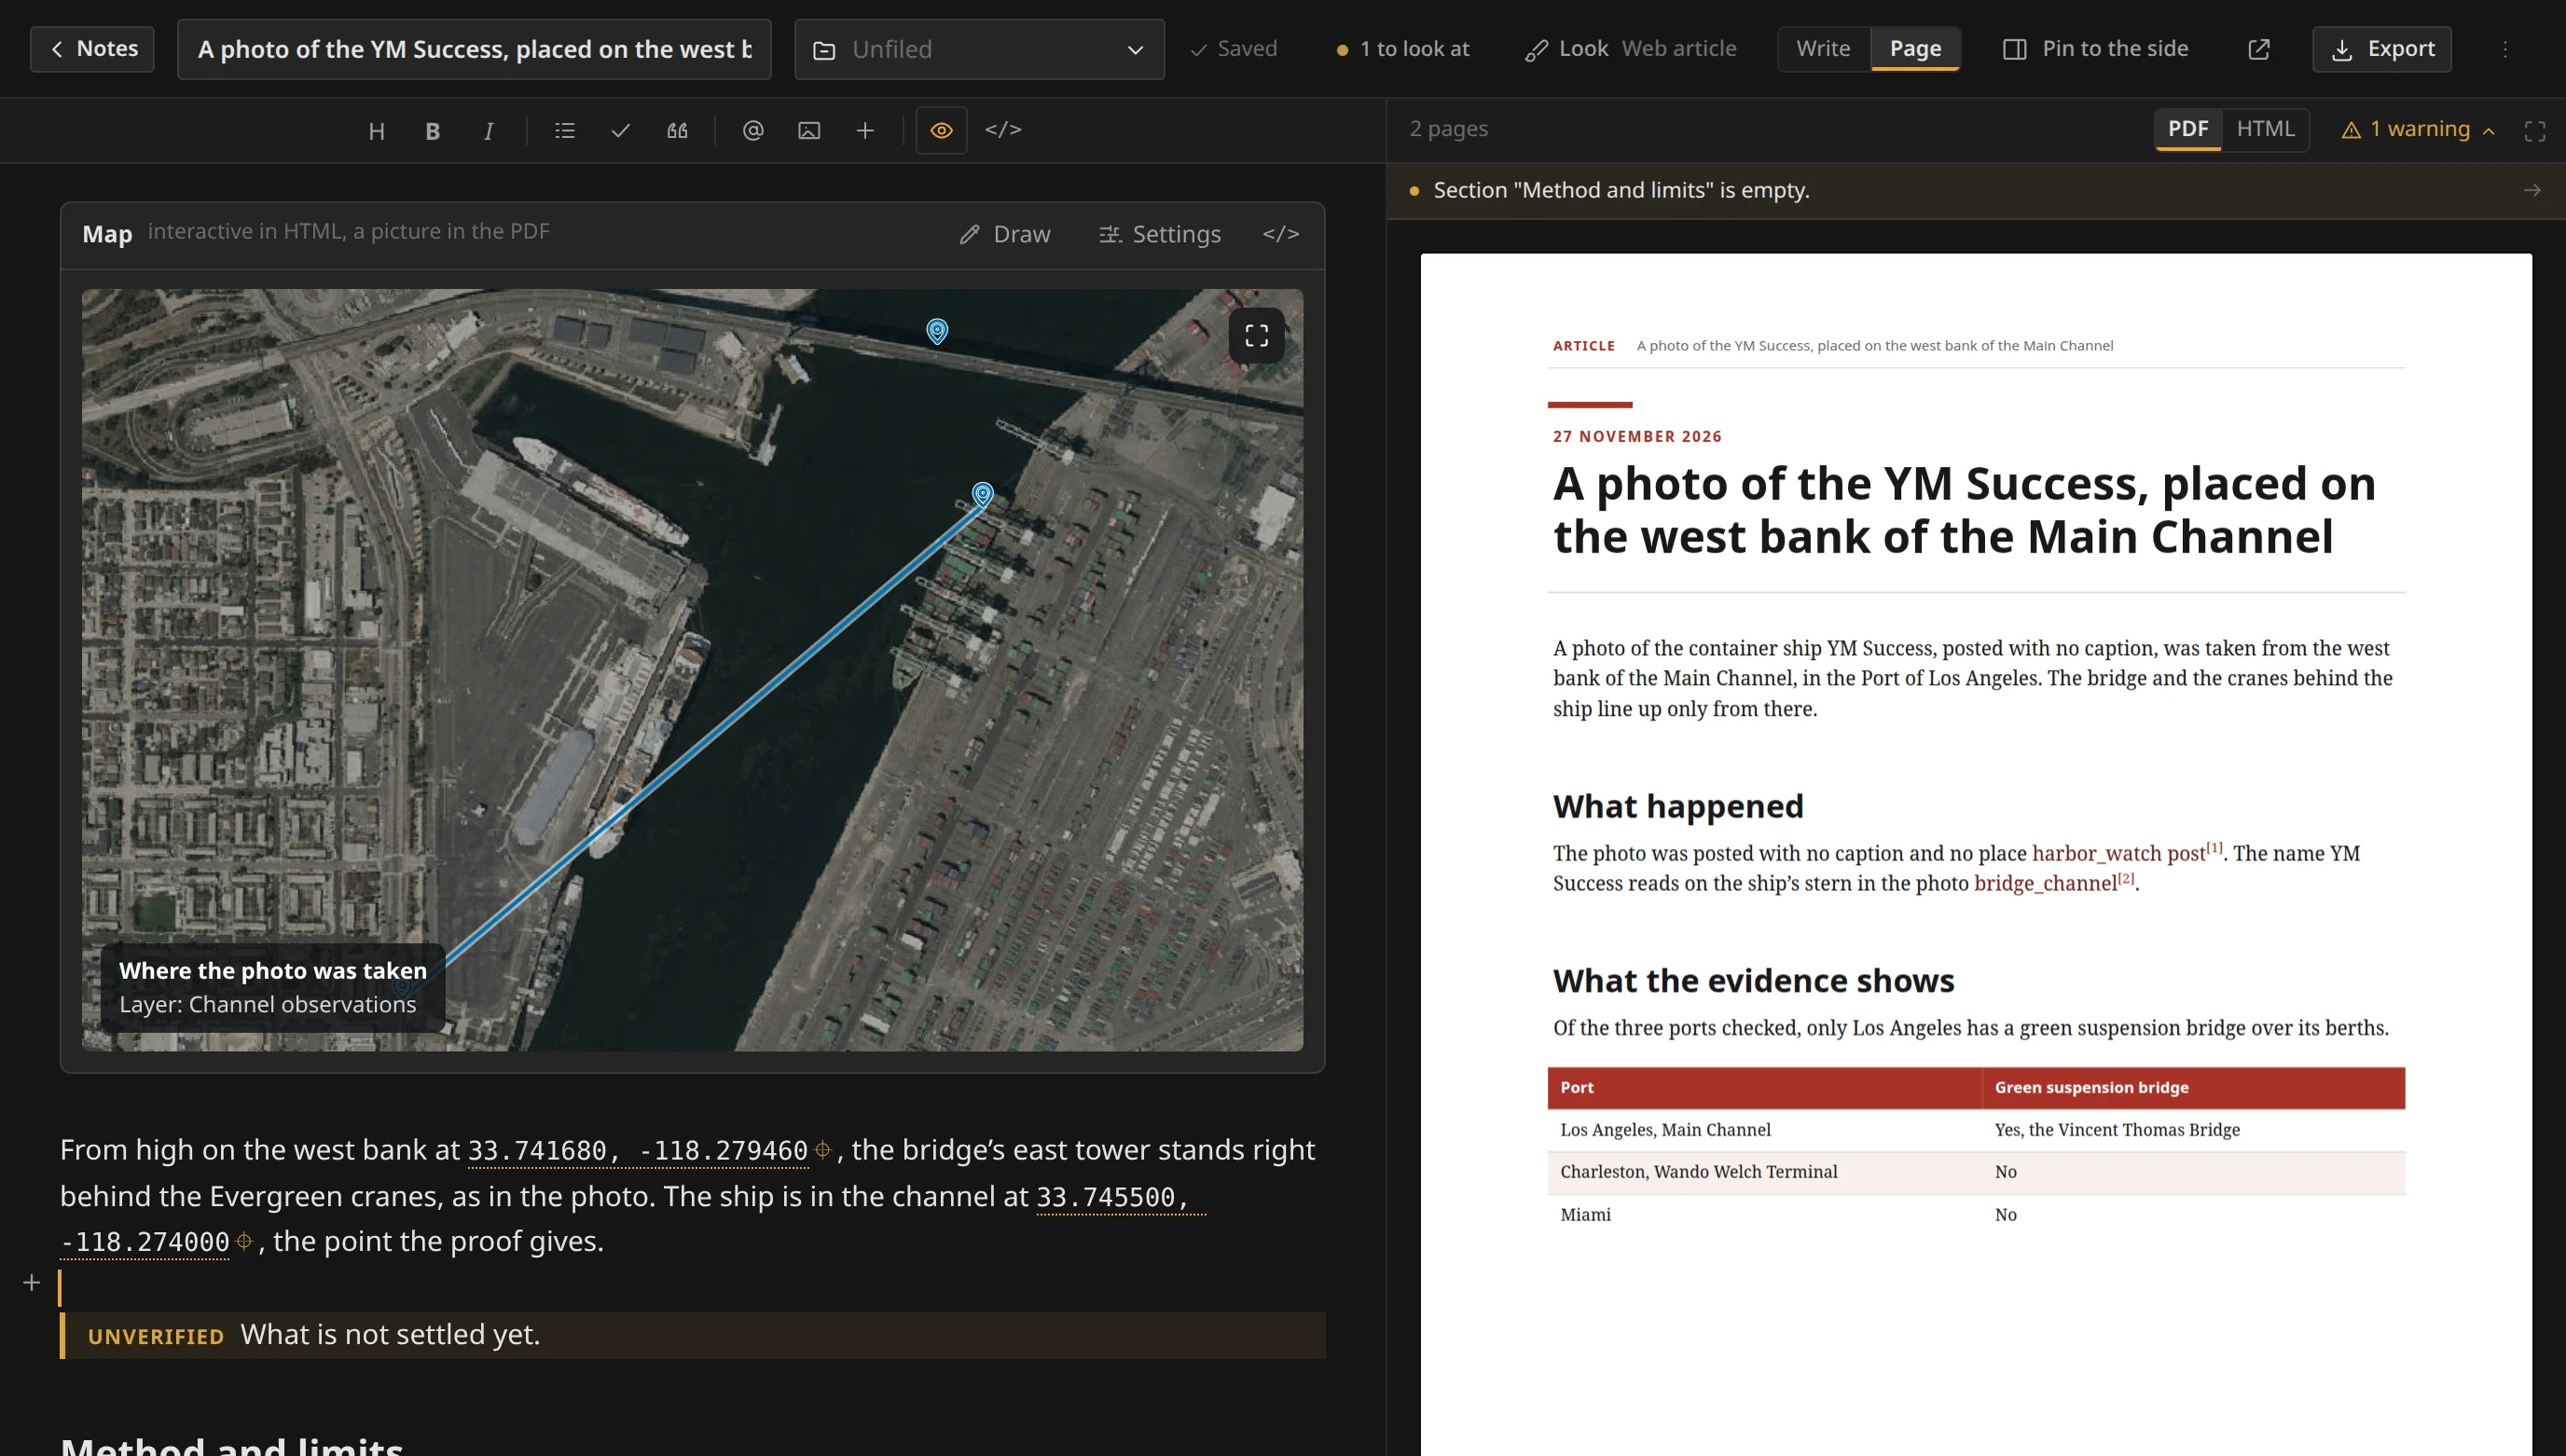 Notes
A photo of the YM Success, placed on the west b
Unfiled
Saved
1 to look at
Look Web article
Write
Page
Pin to the side
Export
H
B
I
</>
2 pages
PDF
HTML
1 warning
Section "Method and limits" is empty.
Map interactive in HTML, a picture in the PDF
Draw
Settings
</>
Where the photo was taken
Layer: Channel observations
From high on the west bank at 33.741680, -118.279460, the bridge’s east tower stands right
behind the Evergreen cranes, as in the photo. The ship is in the channel at 33.745500,
-118.274000, the point the proof gives.
UNVERIFIED What is not settled yet.
Method and limits
ARTICLE A photo of the YM Success, placed on the west bank of the Main Channel
27 NOVEMBER 2026
A photo of the YM Success, placed on
the west bank of the Main Channel
A photo of the container ship YM Success, posted with no caption, was taken from the west
bank of the Main Channel, in the Port of Los Angeles. The bridge and the cranes behind the
ship line up only from there.
What happened
The photo was posted with no caption and no place harbor_watch post[1]. The name YM
Success reads on the ship’s stern in the photo bridge_channel[2].
What the evidence shows
Of the three ports checked, only Los Angeles has a green suspension bridge over its berths.
Port Green suspension bridge
Los Angeles, Main Channel Yes, the Vincent Thomas Bridge
Charleston, Wando Welch Terminal No
Miami No